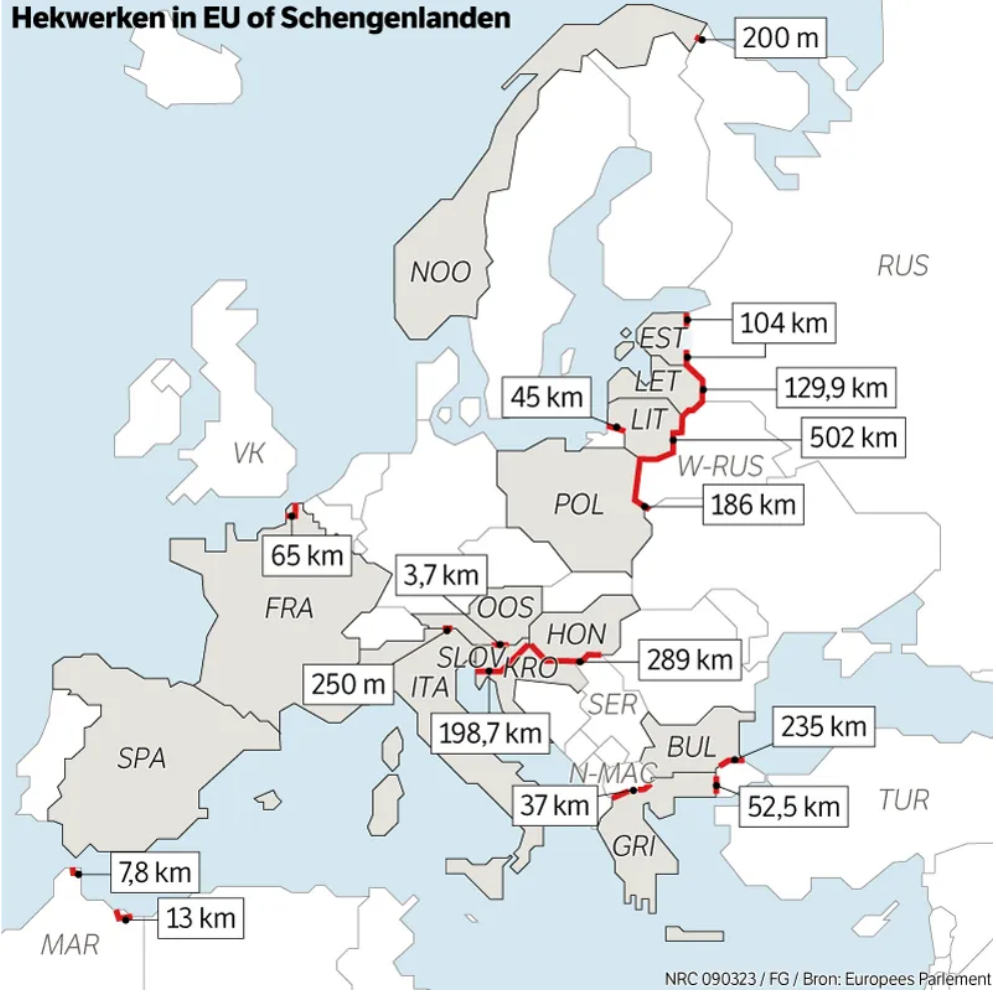 Hekwerken in EU of Schengenlanden
200 m
NOO
RUS
EST
104 km
LET
129,9 km
45 km
LIT
502 km
VK
W-RUS
POL
186 km
65 km
3,7 km
FRA
OOS
HON
SLOV
KRO
289 km
250 m
ITA
SER
198,7 km
235 km
BUL
SPA
N-MAC
37 km
52,5 km
TUR
GRI
7,8 km
13 km
MAR
NRC 090323 / FG / Bron: Europees Parlement